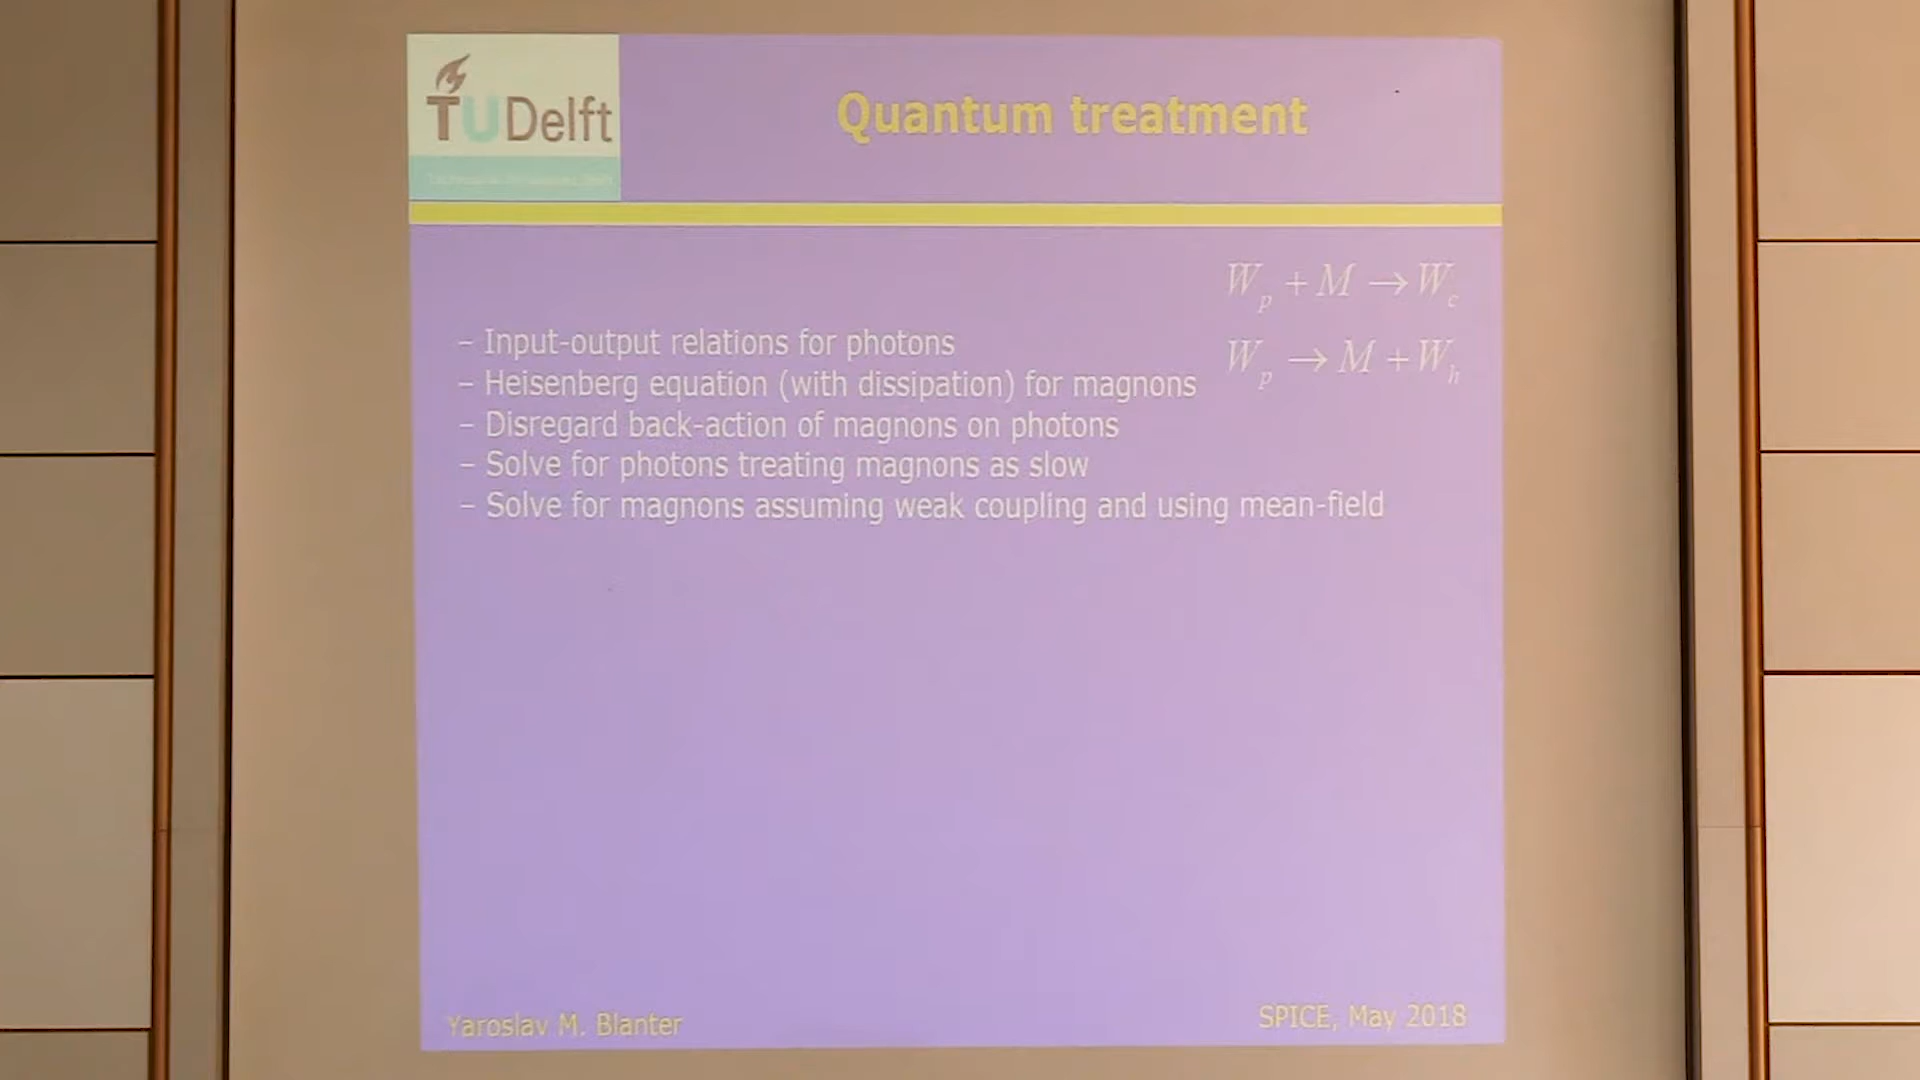 TUDelft
Quantum treatment
W_p + M → W_c
– Input-output relations for photons
W_p → M + W_h
– Heisenberg equation (with dissipation) for magnons
– Disregard back-action of magnons on photons
– Solve for photons treating magnons as slow
– Solve for magnons assuming weak coupling and using mean-field
Yaroslav M. Blanter
SPICE, May 2018